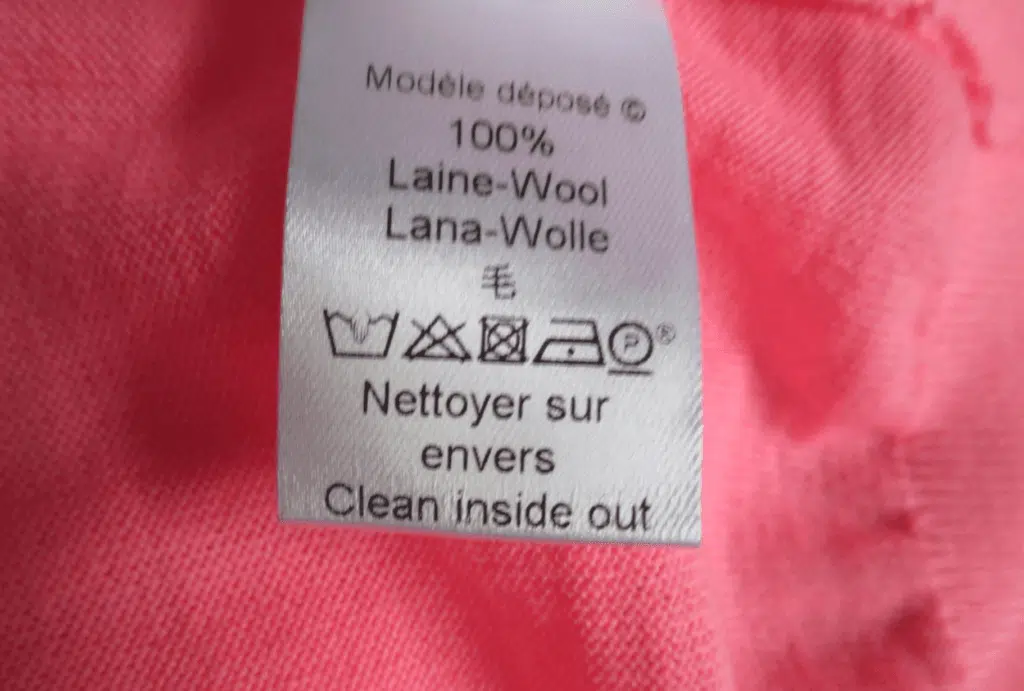 Modèle déposé ©
100%
Laine-Wool
Lana-Wolle
毛
P ®
Nettoyer sur
envers
Clean inside out